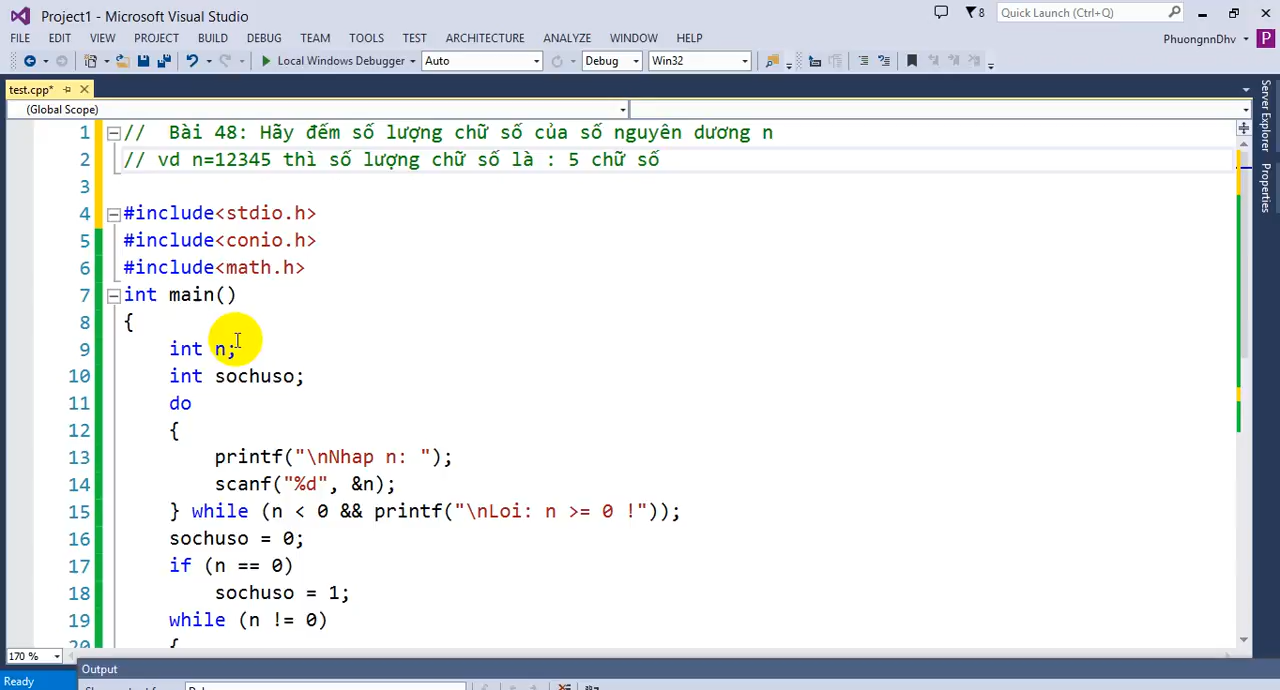 Project1 - Microsoft Visual Studio
8
Quick Launch (Ctrl+Q)
FILE EDIT VIEW PROJECT BUILD DEBUG TEAM TOOLS TEST ARCHITECTURE ANALYZE WINDOW HELP
PhuongnnDhv P
Local Windows Debugger Auto Debug Win32
test.cpp*
(Global Scope)
1 // Bài 48: Hãy đếm số lượng chữ số của số nguyên dương n
2 // vd n=12345 thì số lượng chữ số là : 5 chữ số
3
4 #include<stdio.h>
5 #include<conio.h>
6 #include<math.h>
7 int main()
8 {
9 int n;
10 int sochuso;
11 do
12 {
13 printf("\nNhap n: ");
14 scanf("%d", &n);
15 } while (n < 0 && printf("\nLoi: n >= 0 !"));
16 sochuso = 0;
17 if (n == 0)
18 sochuso = 1;
19 while (n != 0)
20 {
170 %
Output
Ready
Server Explorer
Properties